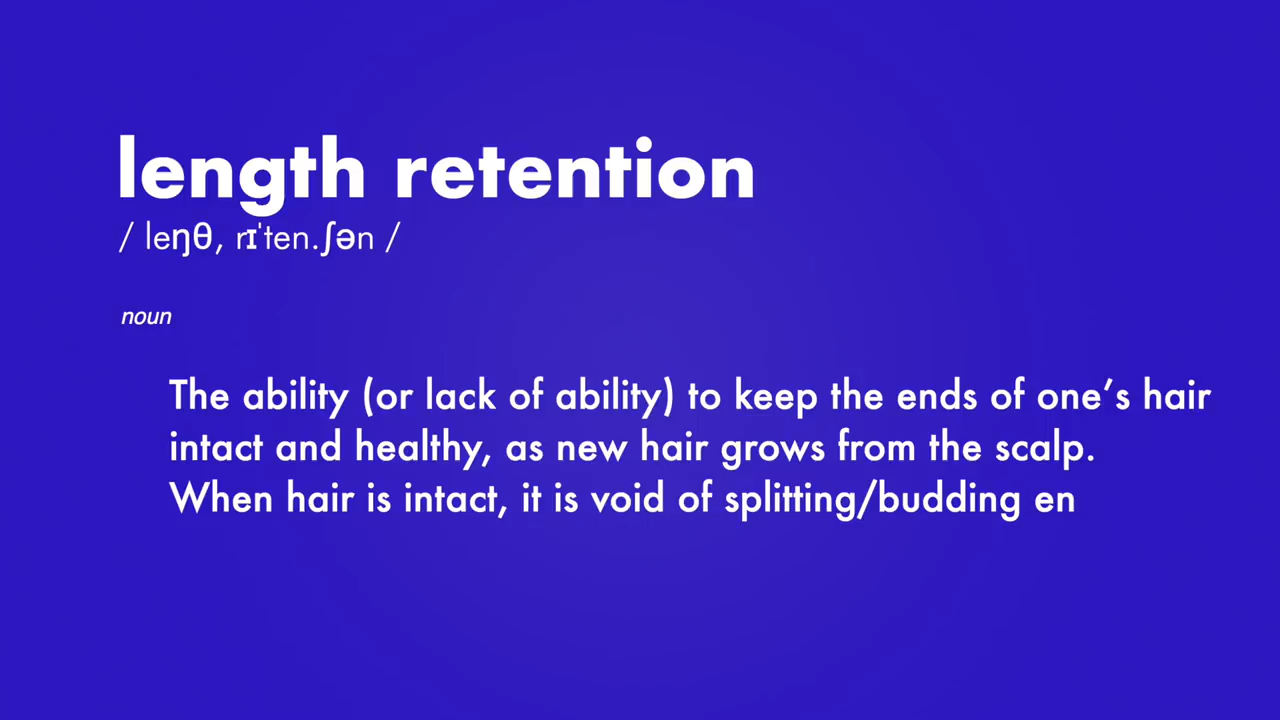 length retention
/ leŋθ, rɪˈten.ʃən /
noun
The ability (or lack of ability) to keep the ends of one’s hair
intact and healthy, as new hair grows from the scalp.
When hair is intact, it is void of splitting/budding en